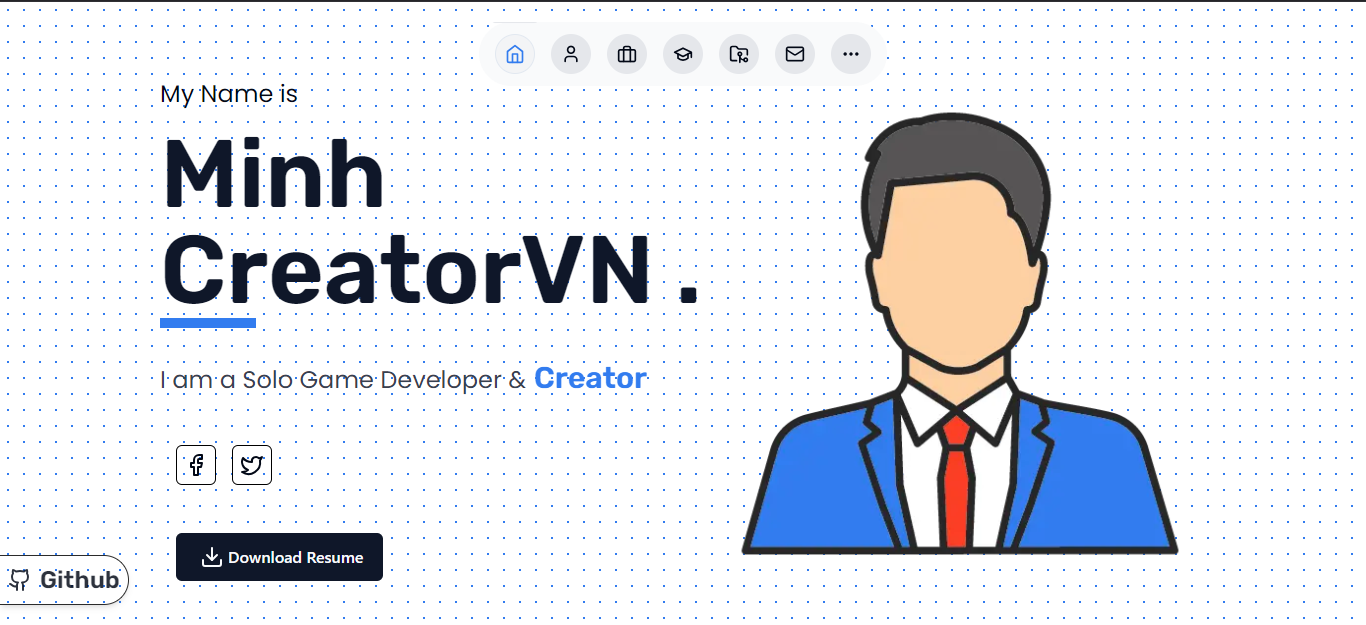 My Name is
Minh
CreatorVN .
I am a Solo Game Developer & Creator
Download Resume
Github